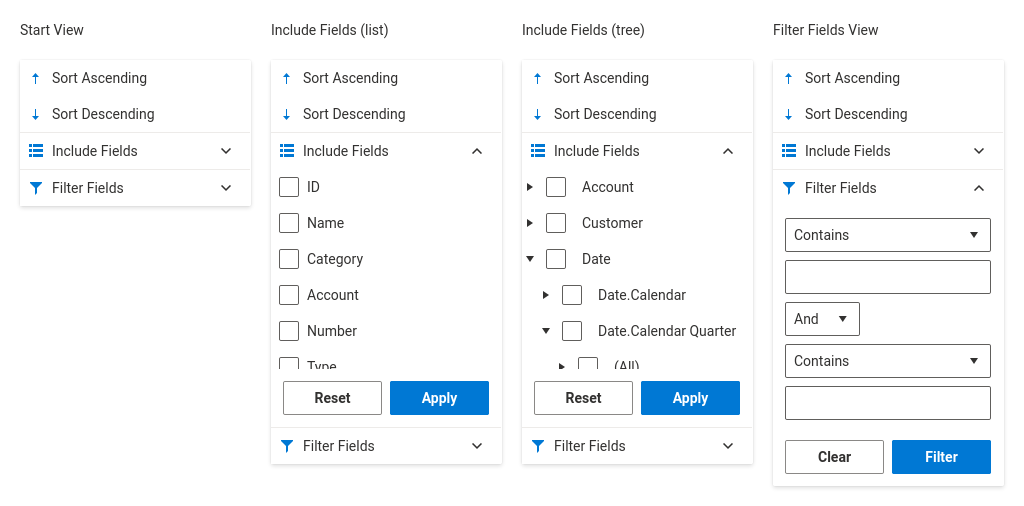 Start View
Sort Ascending
Sort Descending
Include Fields
Filter Fields
Include Fields (list)
Sort Ascending
Sort Descending
Include Fields
ID
Name
Category
Account
Number
Type
Reset Apply
Filter Fields
Include Fields (tree)
Sort Ascending
Sort Descending
Include Fields
Account
Customer
Date
Date.Calendar
Date.Calendar Quarter
(All)
Reset Apply
Filter Fields
Filter Fields View
Sort Ascending
Sort Descending
Include Fields
Filter Fields
Contains
And
Contains
Clear Filter